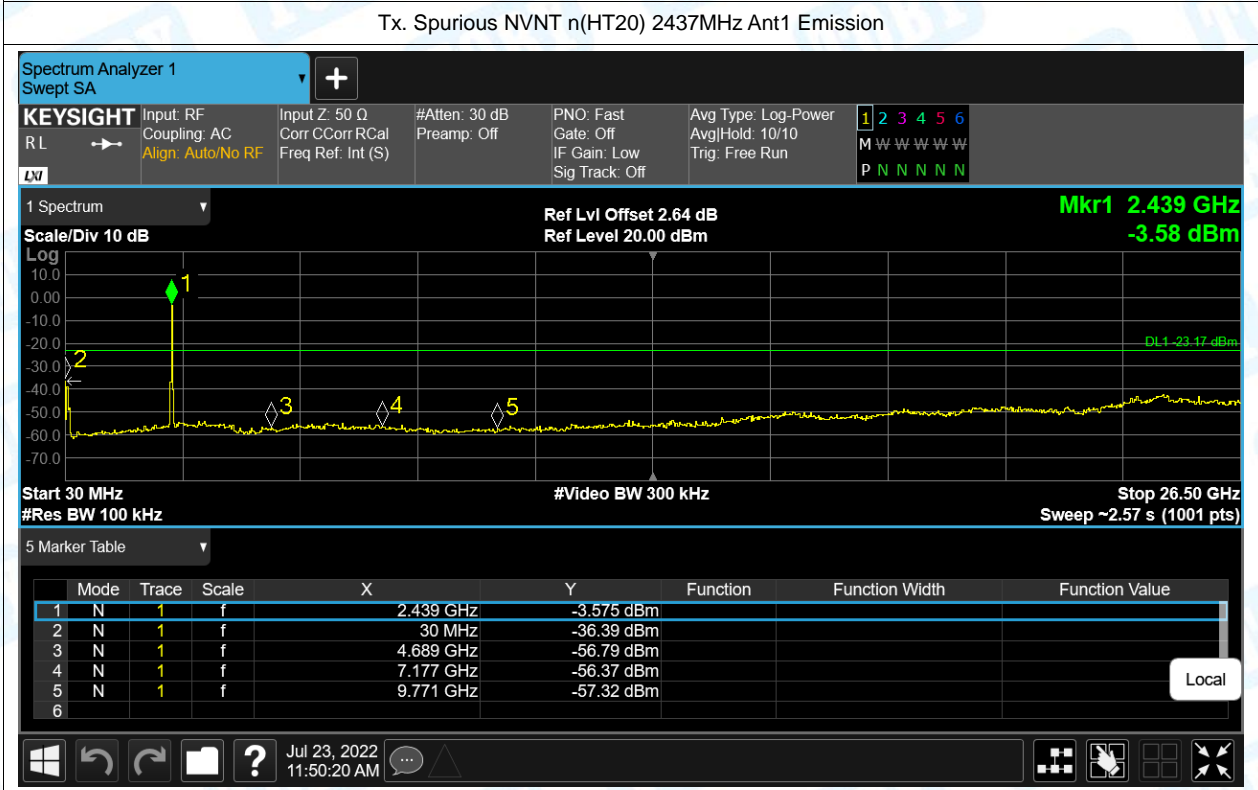 Tx. Spurious NVNT n(HT20) 2437MHz Ant1 Emission
Spectrum Analyzer 1
Swept SA
KEYSIGHT
R L
LXI
Input: RF
Coupling: AC
Align: Auto/No RF
Input Z: 50 Ω
Corr CCorr RCal
Freq Ref: Int (S)
#Atten: 30 dB
Preamp: Off
PNO: Fast
Gate: Off
IF Gain: Low
Sig Track: Off
Avg Type: Log-Power
Avg|Hold: 10/10
Trig: Free Run
1 2 3 4 5 6
M W W W W W
P N N N N N
1 Spectrum
Scale/Div 10 dB
Ref Lvl Offset 2.64 dB
Ref Level 20.00 dBm
Mkr1 2.439 GHz
-3.58 dBm
Log
10.0
0.00
-10.0
-20.0
-30.0
-40.0
-50.0
-60.0
-70.0
1
2
3
4
5
DL1 -23.17 dBm
Start 30 MHz
#Video BW 300 kHz
Stop 26.50 GHz
#Res BW 100 kHz
Sweep ~2.57 s (1001 pts)
5 Marker Table
Mode Trace Scale X Y Function Function Width Function Value
1 N 1 f 2.439 GHz -3.575 dBm
2 N 1 f 30 MHz -36.39 dBm
3 N 1 f 4.689 GHz -56.79 dBm
4 N 1 f 7.177 GHz -56.37 dBm
5 N 1 f 9.771 GHz -57.32 dBm
6
Local
?
Jul 23, 2022
11:50:20 AM